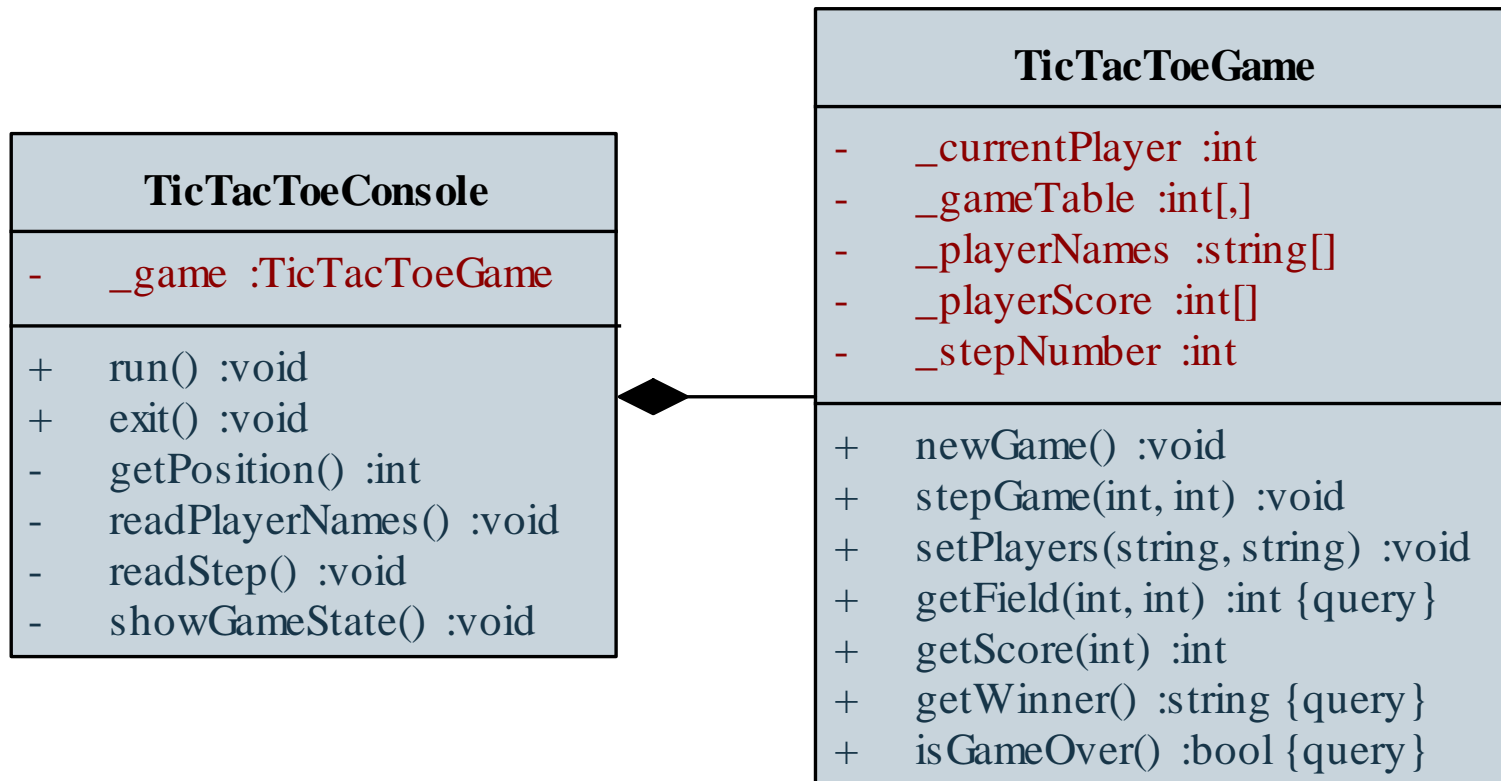 TicTacToeConsole
- _game :TicTacToeGame
+ run() :void
+ exit() :void
- getPosition() :int
- readPlayerNames() :void
- readStep() :void
- showGameState() :void
TicTacToeGame
- _currentPlayer :int
- _gameTable :int[,]
- _playerNames :string[]
- _playerScore :int[]
- _stepNumber :int
+ newGame() :void
+ stepGame(int, int) :void
+ setPlayers(string, string) :void
+ getField(int, int) :int {query}
+ getScore(int) :int
+ getWinner() :string {query}
+ isGameOver() :bool {query}